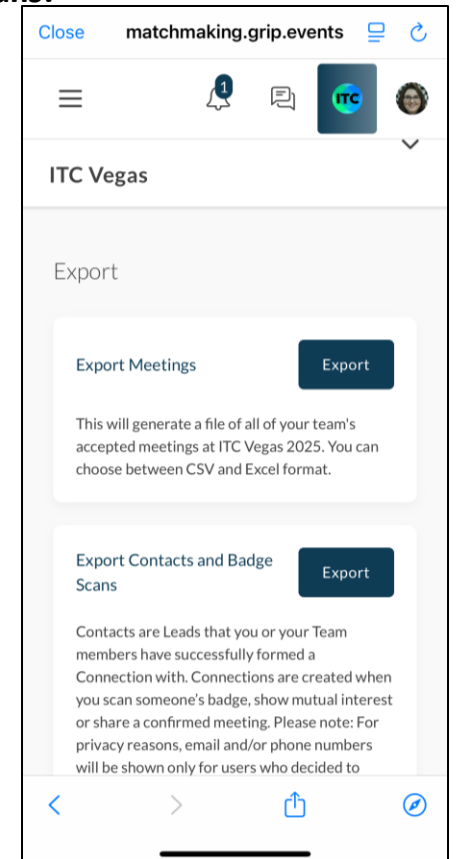 Close matchmaking.grip.events
1
ITC
ITC Vegas
Export
Export Meetings
Export
This will generate a file of all of your team's
accepted meetings at ITC Vegas 2025. You can
choose between CSV and Excel format.
Export Contacts and Badge
Scans
Export
Contacts are Leads that you or your Team
members have successfully formed a
Connection with. Connections are created when
you scan someone’s badge, show mutual interest
or share a confirmed meeting. Please note: For
privacy reasons, email and/or phone numbers
will be shown only for users who decided to